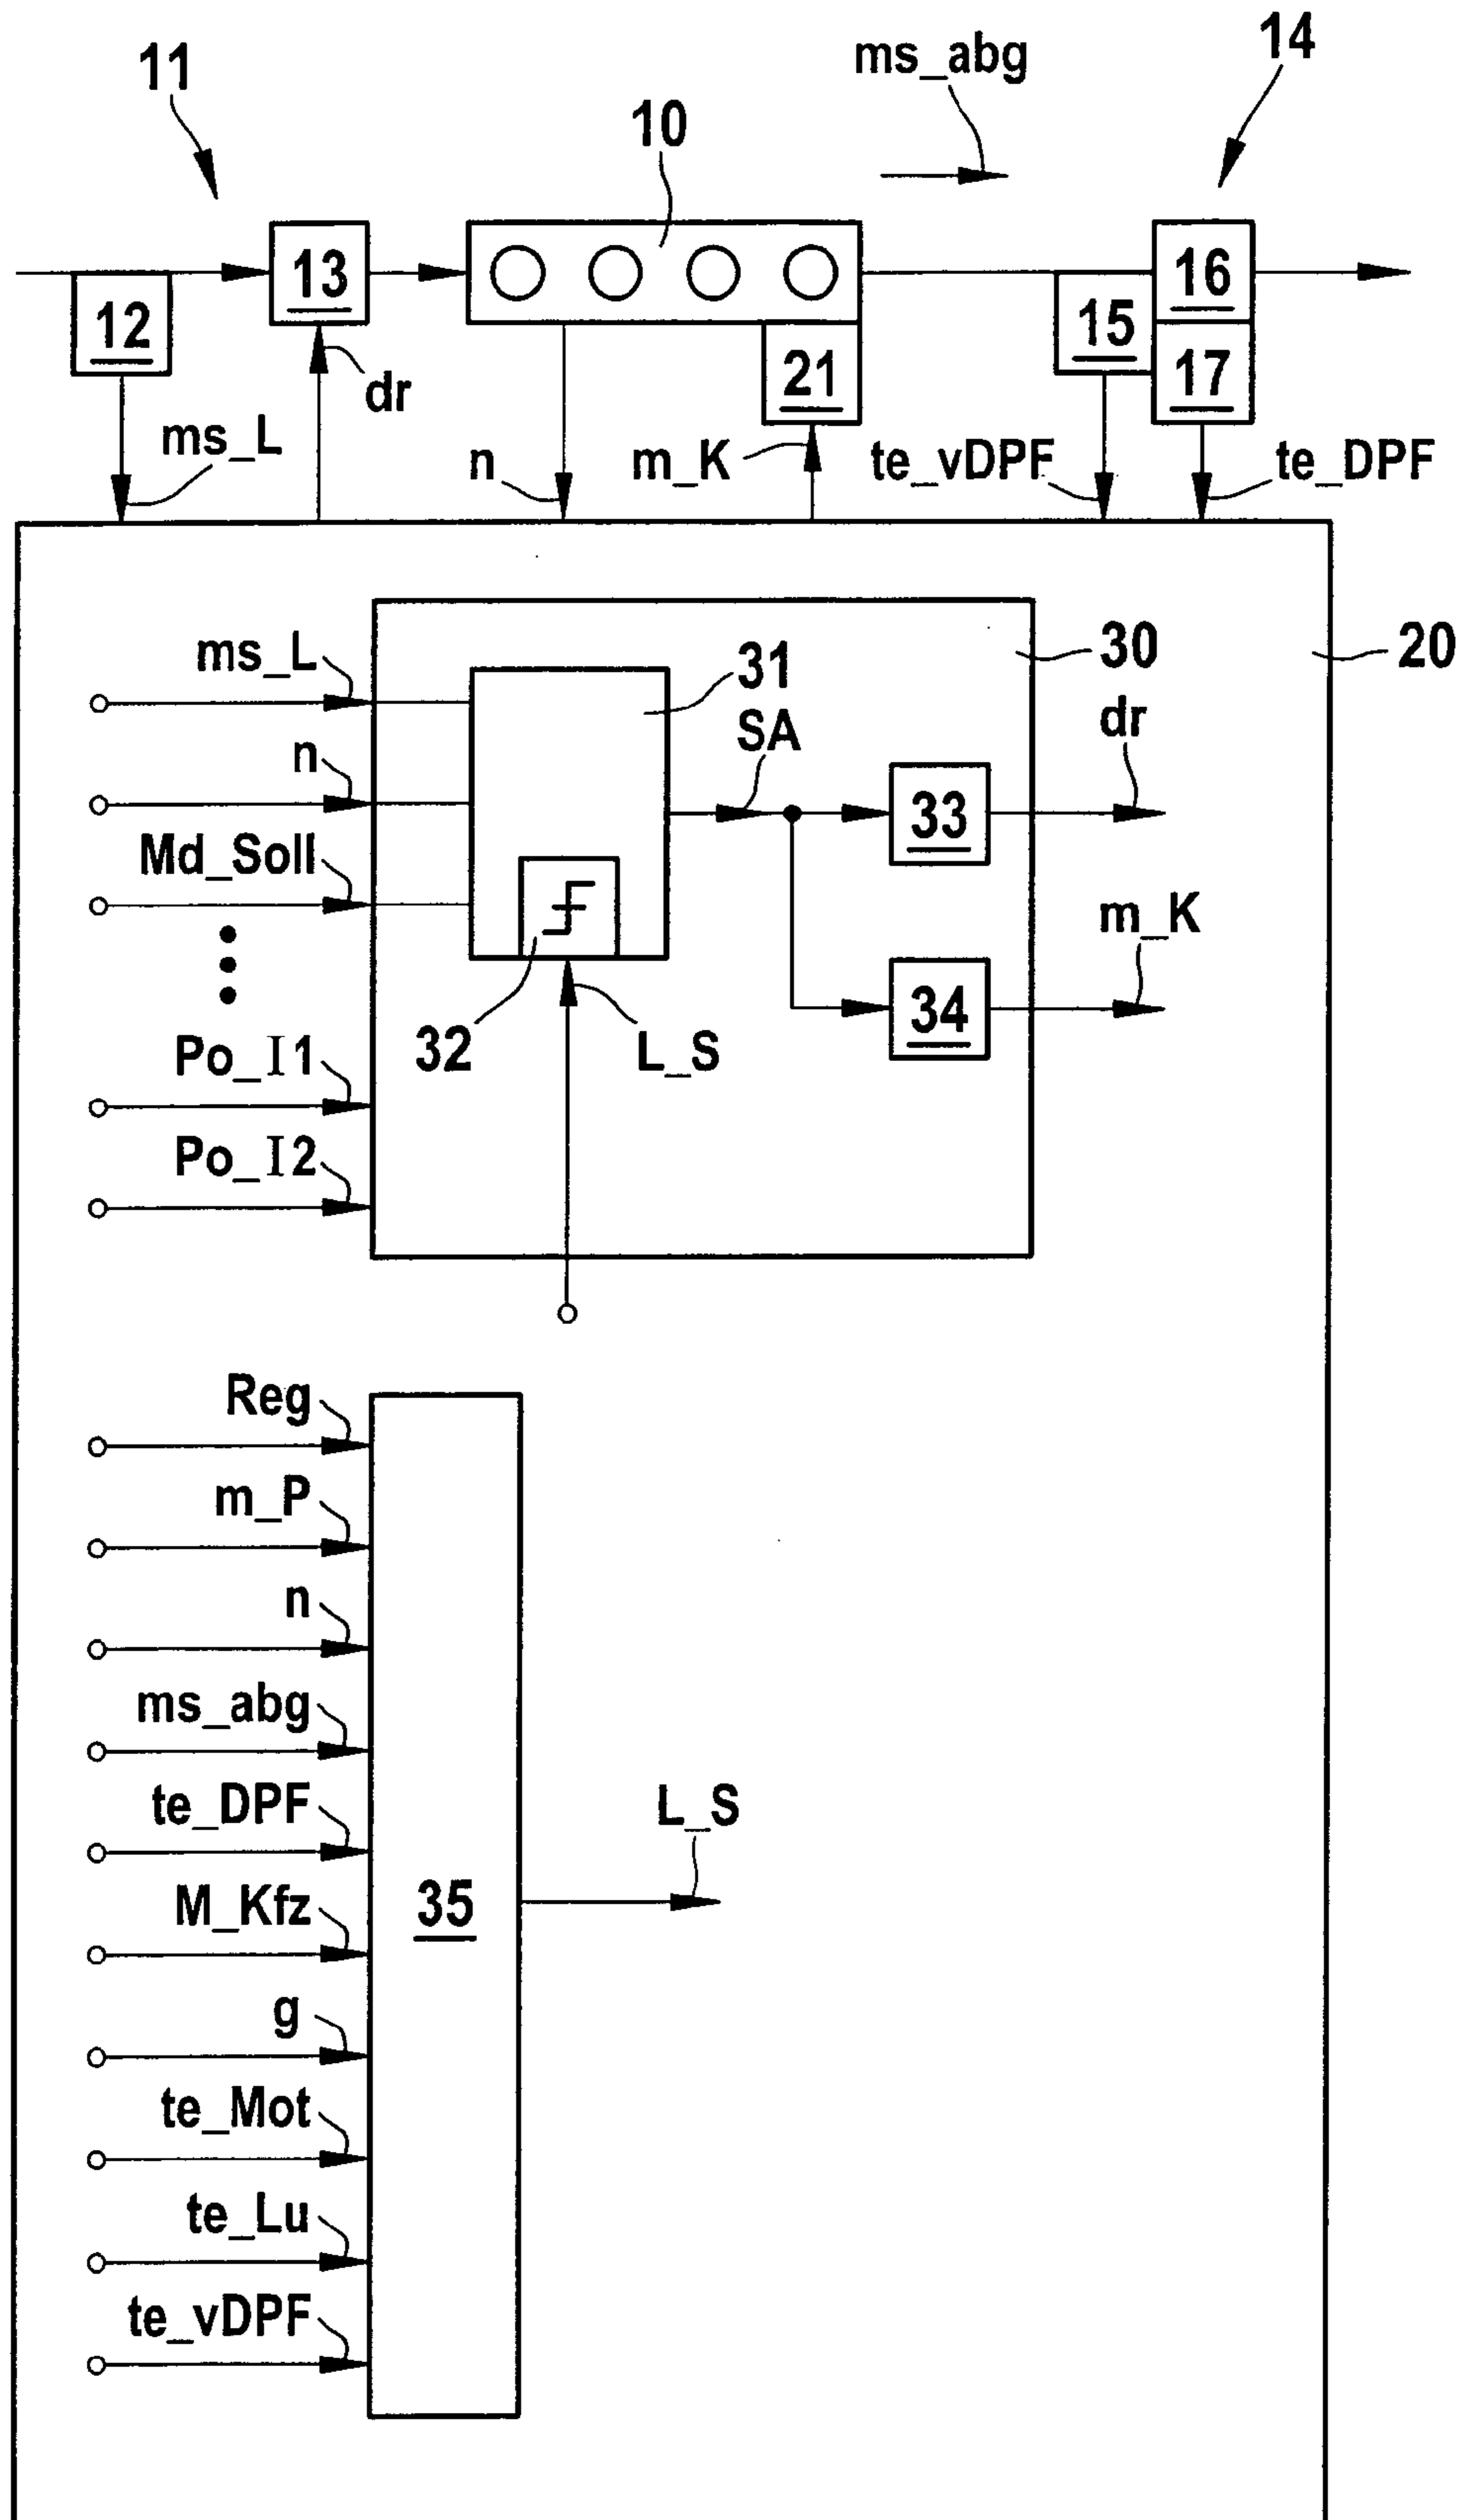 11
10
ms_abg
14
13
16
12
15
21
17
dr
ms_L
n
m_K
te_vDPF
te_DPF
ms_L
31
30
20
SA
dr
n
33
Md_Soll
m_K
34
32
L_S
Po_I1
Po_I2
Reg
m_P
n
ms_abg
te_DPF
L_S
M_Kfz
35
g
te_Mot
te_Lu
te_vDPF